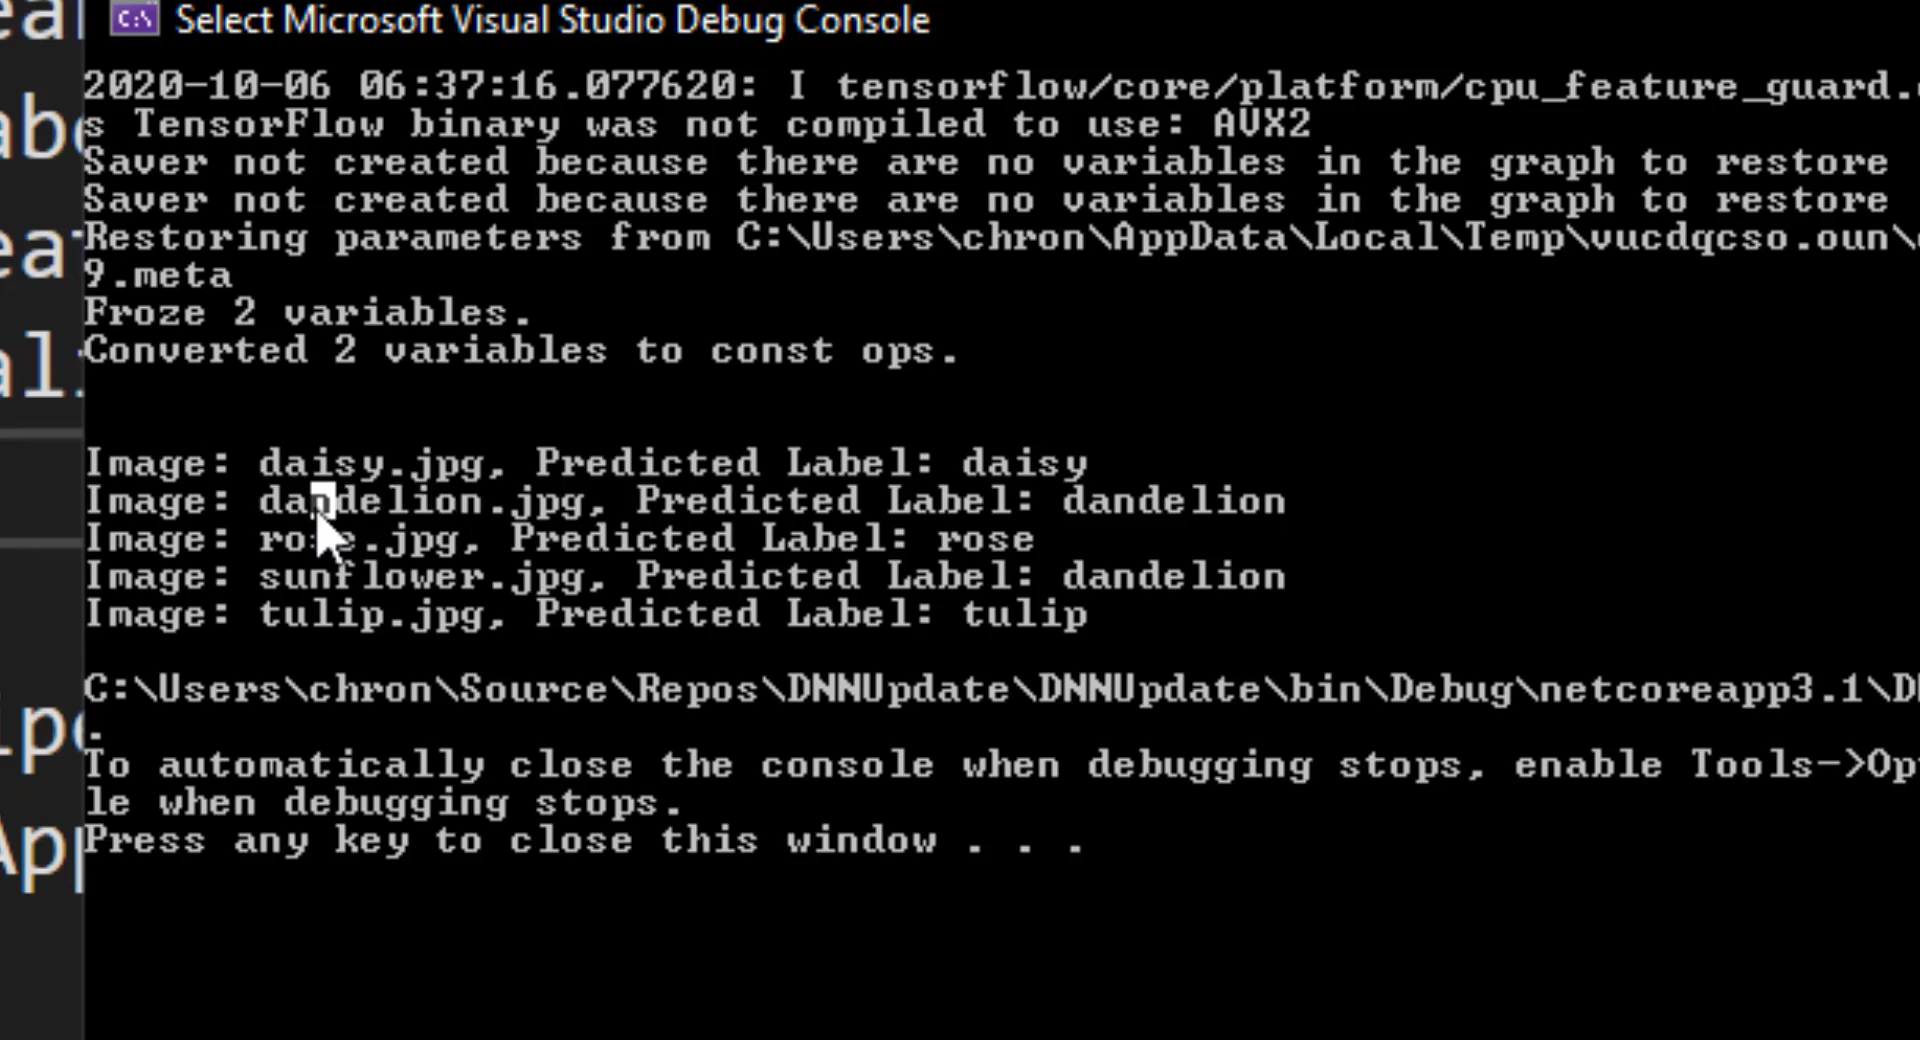 Select Microsoft Visual Studio Debug Console
2020-10-06 06:37:16.077620: I tensorflow/core/platform/cpu_feature_guard.
s TensorFlow binary was not compiled to use: AVX2
Saver not created because there are no variables in the graph to restore
Saver not created because there are no variables in the graph to restore
Restoring parameters from C:\Users\chron\AppData\Local\Temp\vucdqcso.oun\
9.meta
Froze 2 variables.
Converted 2 variables to const ops.
Image: daisy.jpg, Predicted Label: daisy
Image: dandelion.jpg, Predicted Label: dandelion
Image: rose.jpg, Predicted Label: rose
Image: sunflower.jpg, Predicted Label: dandelion
Image: tulip.jpg, Predicted Label: tulip
C:\Users\chron\Source\Repos\DNNUpdate\DNNUpdate\bin\Debug\netcoreapp3.1\D
.
To automatically close the console when debugging stops, enable Tools->Op
le when debugging stops.
Press any key to close this window . . .